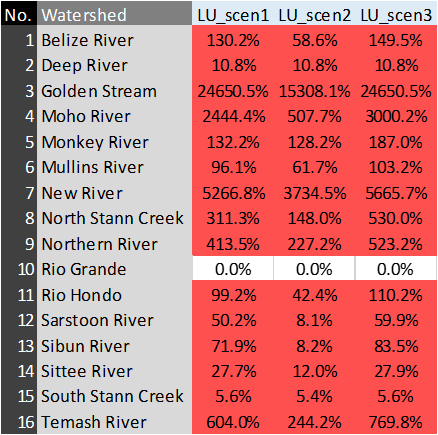 No. Watershed LU_scen1 LU_scen2 LU_scen3
1 Belize River 130.2% 58.6% 149.5%
2 Deep River 10.8% 10.8% 10.8%
3 Golden Stream 24650.5% 15308.1% 24650.5%
4 Moho River 2444.4% 507.7% 3000.2%
5 Monkey River 132.2% 128.2% 187.0%
6 Mullins River 96.1% 61.7% 103.2%
7 New River 5266.8% 3734.5% 5665.7%
8 North Stann Creek 311.3% 148.0% 530.0%
9 Northern River 413.5% 227.2% 523.2%
10 Rio Grande 0.0% 0.0% 0.0%
11 Rio Hondo 99.2% 42.4% 110.2%
12 Sarstoon River 50.2% 8.1% 59.9%
13 Sibun River 71.9% 8.2% 83.5%
14 Sittee River 27.7% 12.0% 27.9%
15 South Stann Creek 5.6% 5.4% 5.6%
16 Temash River 604.0% 244.2% 769.8%